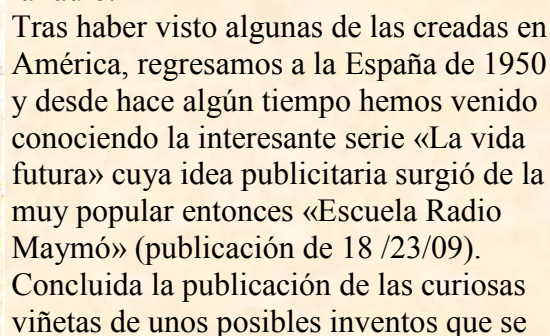 Tras haber visto algunas de las creadas en
América, regresamos a la España de 1950
y desde hace algún tiempo hemos venido
conociendo la interesante serie «La vida
futura» cuya idea publicitaria surgió de la
muy popular entonces «Escuela Radio
Maymó» (publicación de 18 /23/09).
Concluida la publicación de las curiosas
viñetas de unos posibles inventos que se